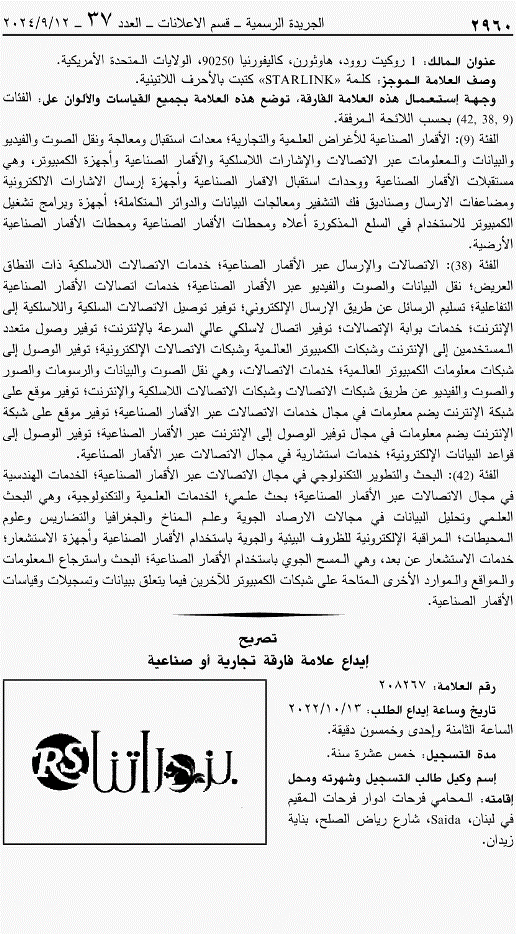 ٢٩٦٠ الجريدة الرسمية ــ قسم الاعلانات ــ العدد ٣٧ ــ ٢٠٢٤/٩/١٢
عنوان المالك: 1 روكيت روود، هاوثورن، كاليفورنيا 90250، الولايات المتحدة الأمريكية.
وصف العلامة الموجز: كلمة «STARLINK» كتبت بالأحرف اللاتينية.
وجهة إستعمال هذه العلامة الفارقة، توضع هذه العلامة بجميع القياسات والألوان على: الفئات
(9, 38, 42) بحسب اللائحة المرفقة.
الفئة (9): الأقمار الصناعية للأغراض العلمية والتجارية؛ معدات استقبال ومعالجة ونقل الصوت والفيديو
والبيانات والمعلومات عبر الاتصالات والإشارات اللاسلكية والأقمار الصناعية وأجهزة الكمبيوتر، وهي
مستقبلات الأقمار الصناعية ووحدات استقبال الاقمار الصناعية وأجهزة إرسال الاشارات الالكترونية
ومضاعفات الارسال وصناديق فك التشفير ومعالجات البيانات والدوائر المتكاملة؛ أجهزة وبرامج تشغيل
الكمبيوتر للاستخدام في السلع المذكورة أعلاه ومحطات الأقمار الصناعية ومحطات الأقمار الصناعية
الأرضية.
الفئة (38): الاتصالات والإرسال عبر الأقمار الصناعية؛ خدمات الاتصالات اللاسلكية ذات النطاق
العريض؛ نقل البيانات والصوت والفيديو عبر الأقمار الصناعية؛ خدمات اتصالات الأقمار الصناعية
التفاعلية؛ تسليم الرسائل عن طريق الإرسال الإلكتروني؛ توفير توصيل الاتصالات السلكية واللاسلكية إلى
الإنترنت؛ خدمات بوابة الإتصالات؛ توفير اتصال لاسلكي عالي السرعة بالإنترنت؛ توفير وصول متعدد
المستخدمين إلى الإنترنت وشبكات الكمبيوتر العالمية وشبكات الاتصالات الإلكترونية؛ توفير الوصول إلى
شبكات معلومات الكمبيوتر العالمية؛ خدمات الاتصالات، وهي نقل الصوت والبيانات والرسومات والصور
والصوت والفيديو عن طريق شبكات الاتصالات وشبكات الاتصالات اللاسلكية والإنترنت؛ توفير موقع على
شبكة الإنترنت يضم معلومات في مجال خدمات الاتصالات عبر الأقمار الصناعية؛ توفير موقع على شبكة
الإنترنت يضم معلومات في مجال توفير الوصول إلى الإنترنت عبر الأقمار الصناعية؛ توفير الوصول إلى
قواعد البيانات الإلكترونية؛ خدمات استشارية في مجال الاتصالات عبر الأقمار الصناعية.
الفئة (42): البحث والتطوير التكنولوجي في مجال الاتصالات عبر الأقمار الصناعية؛ الخدمات الهندسية
في مجال الاتصالات عبر الأقمار الصناعية؛ بحث علمي؛ الخدمات العلمية والتكنولوجية، وهي البحث
العلمي وتحليل البيانات في مجالات الارصاد الجوية وعلم المناخ والجغرافيا والتضاريس وعلوم
المحيطات؛ المراقبة الإلكترونية للظروف البيئية والجوية باستخدام الأقمار الصناعية وأجهزة الاستشعار؛
خدمات الاستشعار عن بعد، وهي المسح الجوي باستخدام الأقمار الصناعية؛ البحث واسترجاع المعلومات
والمواقع والموارد الأخرى المتاحة على شبكات الكمبيوتر للآخرين فيما يتعلق ببيانات وتسجيلات وقياسات
الأقمار الصناعية.
تصريح
إيداع علامة فارقة تجارية أو صناعية
رقم العلامة: ٢٠٨٢٦٧
تاريخ وساعة إيداع الطلب: ٢٠٢٢/١٠/١٣
الساعة الثامنة وإحدى وخمسون دقيقة.
مدة التسجيل: خمس عشرة سنة.
إسم وكيل طالب التسجيل وشهرته ومحل
إقامته: المحامي فرحات ادوار فرحات المقيم
في لبنان، Saida، شارع رياض الصلح، بناية
زيدان.
RS